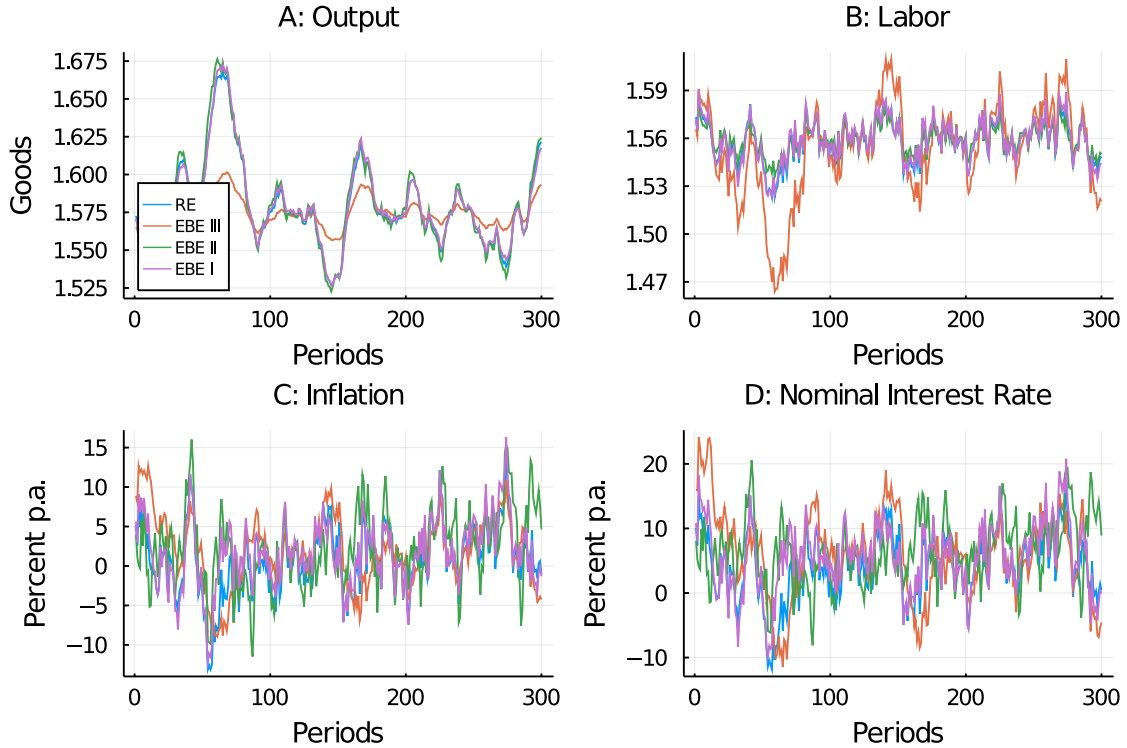 A: Output
Goods
1.675
1.650
1.625
1.600
1.575
1.550
1.525
RE
EBE III
EBE II
EBE I
0
100
200
300
Periods
B: Labor
1.59
1.56
1.53
1.50
1.47
0
100
200
300
Periods
C: Inflation
Percent p.a.
15
10
5
0
−5
−10
0
100
200
300
Periods
D: Nominal Interest Rate
Percent p.a.
20
10
0
−10
0
100
200
300
Periods